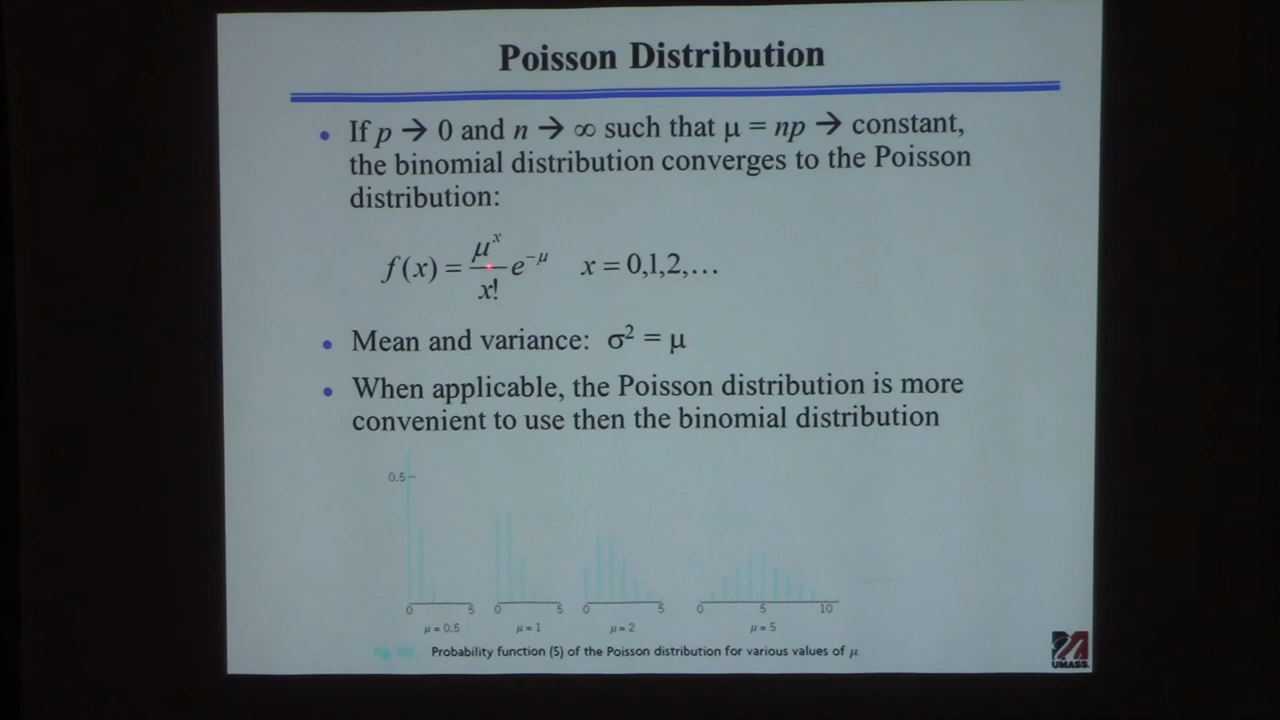 Poisson Distribution
• If p → 0 and n → ∞ such that μ = np → constant,
the binomial distribution converges to the Poisson
distribution:
f(x) = μ^x / x! e^−μ x = 0,1,2,…
• Mean and variance: σ² = μ
• When applicable, the Poisson distribution is more
convenient to use then the binomial distribution
0.5
0 5 0 5 0 5 0 5 10
μ = 0.5 μ = 1 μ = 2 μ = 5
Probability function (5) of the Poisson distribution for various values of μ
UMASS